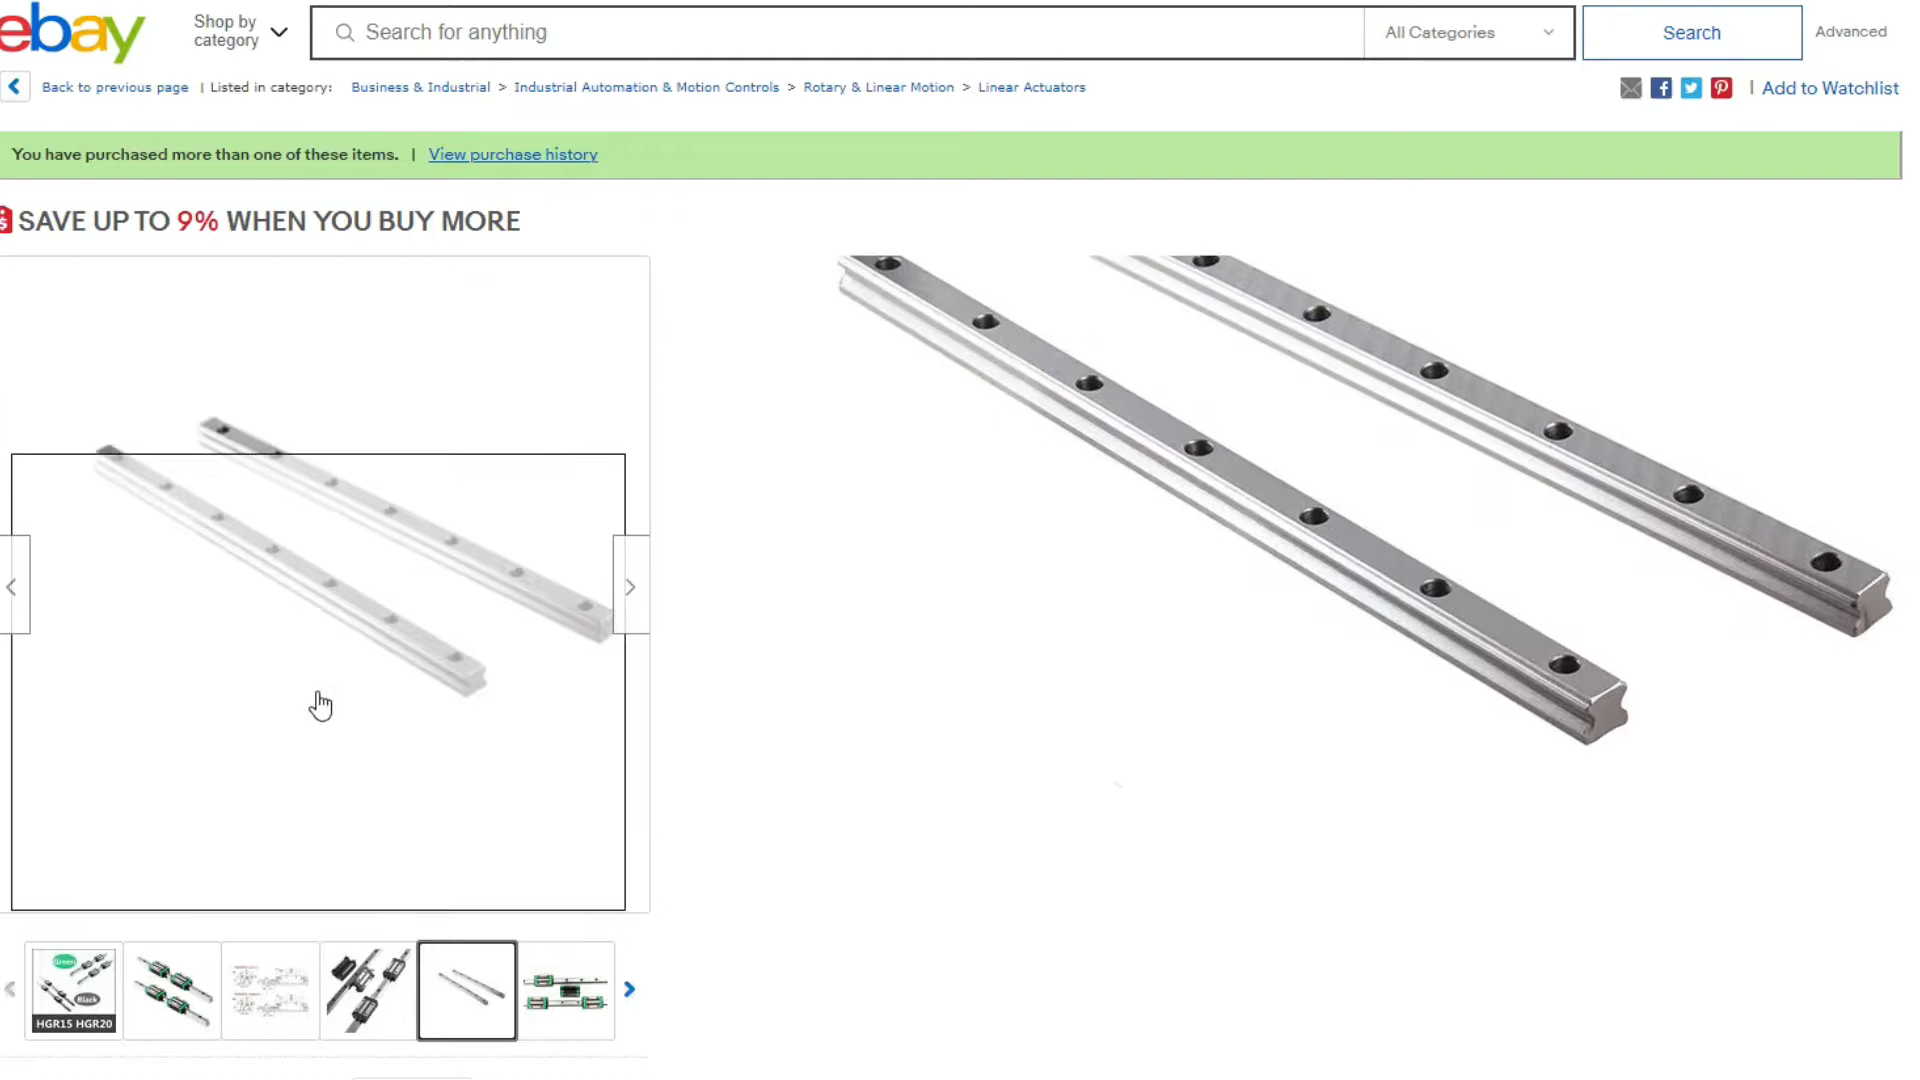 ebay
Shop by
category
Search for anything
All Categories
Search
Advanced
Back to previous page | Listed in category: Business & Industrial > Industrial Automation & Motion Controls > Rotary & Linear Motion > Linear Actuators
| Add to Watchlist
You have purchased more than one of these items. | View purchase history
SAVE UP TO 9% WHEN YOU BUY MORE
Green
Black
HGR15 HGR20